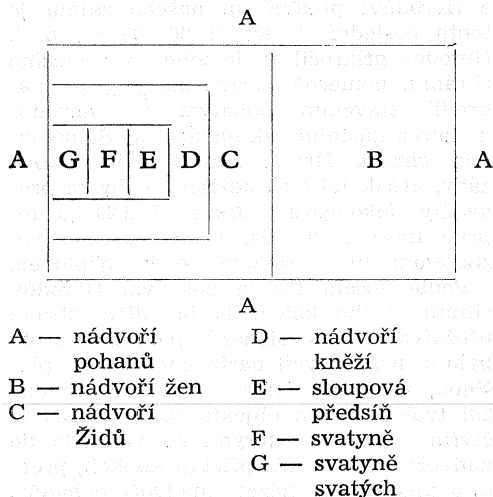 A
A G F E D C B A
A
A — nádvoří
pohanů
B — nádvoří žen
C — nádvoří
Židů
D — nádvoří
kněží
E — sloupová
předsíň
F — svatyně
G — svatyně
svatých